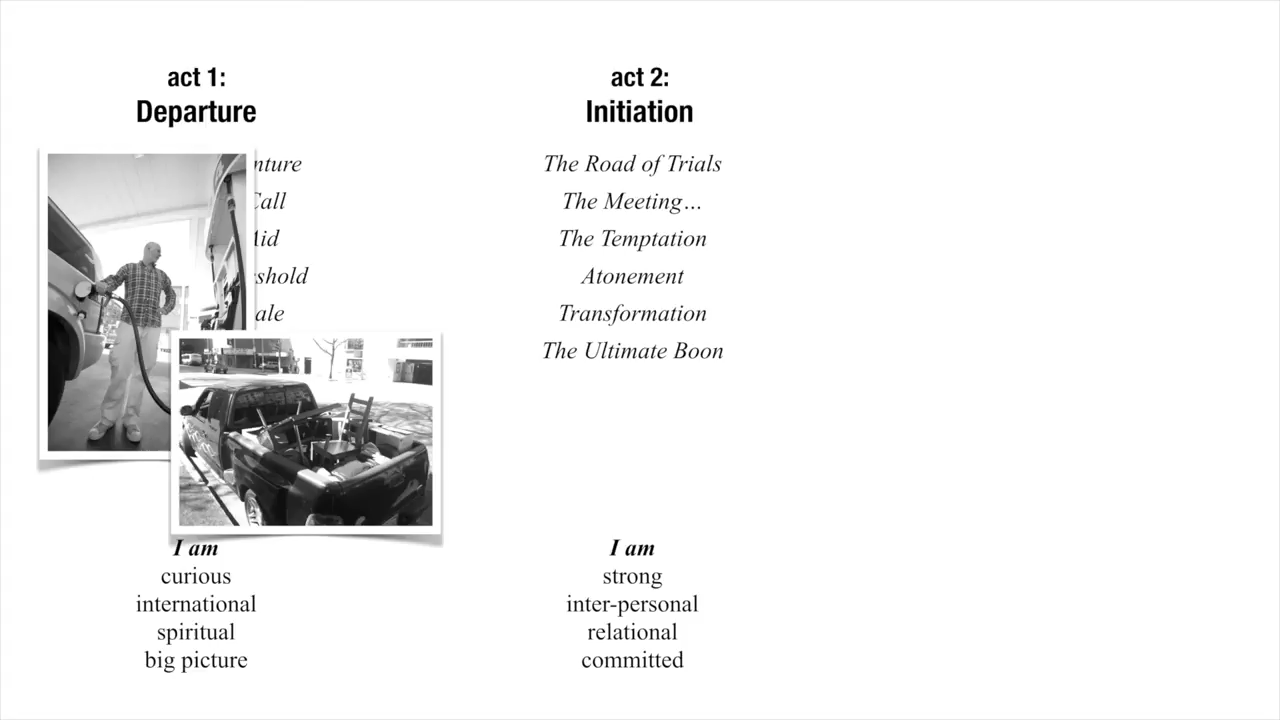 act 1:
Departure
nture
Call
Aid
shold
ale
I am
curious
international
spiritual
big picture
act 2:
Initiation
The Road of Trials
The Meeting…
The Temptation
Atonement
Transformation
The Ultimate Boon
I am
strong
inter-personal
relational
committed